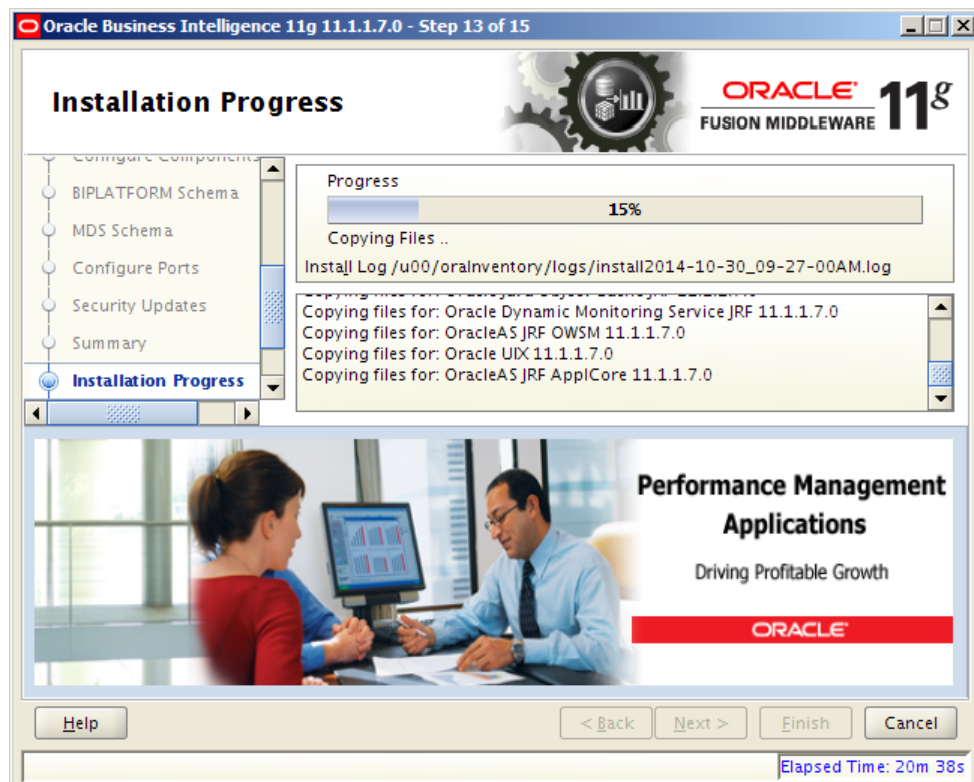 Oracle Business Intelligence 11g 11.1.1.7.0 - Step 13 of 15
Installation Progress
ORACLE
FUSION MIDDLEWARE
11g
Configure Components
BIPLATFORM Schema
MDS Schema
Configure Ports
Security Updates
Summary
Installation Progress
Progress
15%
Copying Files ..
Install Log /u00/oraInventory/logs/install2014-10-30_09-27-00AM.log
Copying files for: Oracle Dynamic Monitoring Service JRF 11.1.1.7.0
Copying files for: OracleAS JRF OWSM 11.1.1.7.0
Copying files for: Oracle UIX 11.1.1.7.0
Copying files for: OracleAS JRF ApplCore 11.1.1.7.0
Performance Management
Applications
Driving Profitable Growth
ORACLE
Help
< Back
Next >
Finish
Cancel
Elapsed Time: 20m 38s